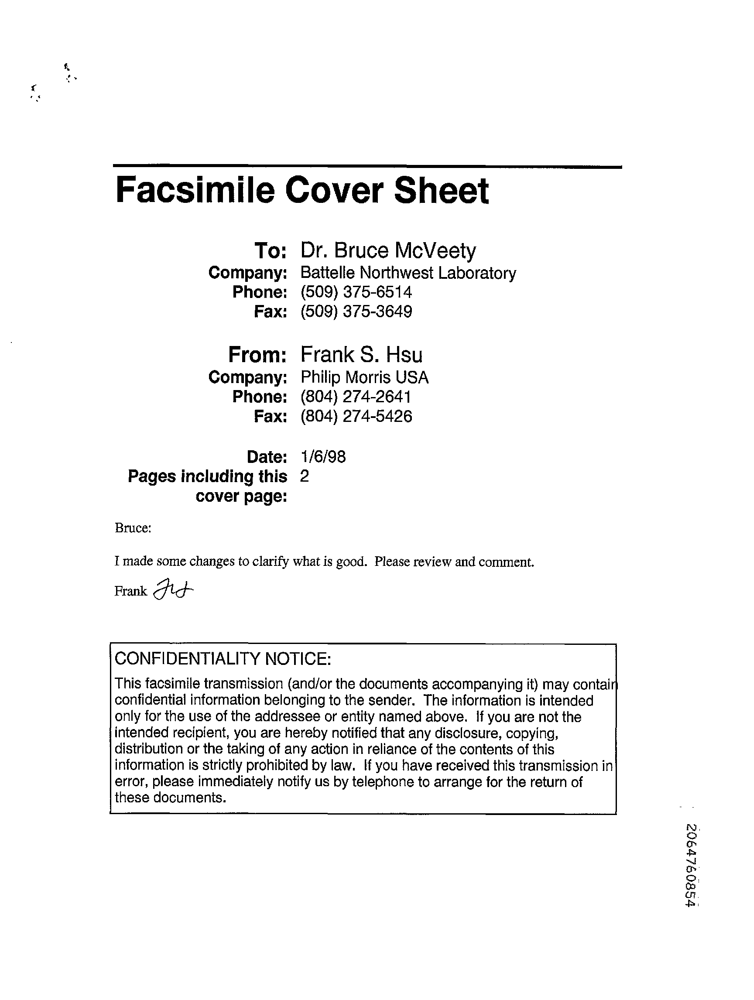 Facsimile Cover Sheet
To: Dr. Bruce McVeety
Company: Battelle Northwest Laboratory
Phone: (509) 375-6514
Fax: (509) 375-3649
From: Frank S. Hsu
Company: Philip Morris USA
Phone: (804) 274-2641
Fax: (804) 274-5426
Date: 1/6/98
Pages including this 2
cover page:
Bruce:
I made some changes to clarify what is good. Please review and comment.
Frank
CONFIDENTIALITY NOTICE:
This facsimile transmission (and/or the documents accompanying it) may contain
confidential information belonging to the sender. The information is intended
only for the use of the addressee or entity named above. If you are not the
intended recipient, you are hereby notified that any disclosure, copying,
distribution or the taking of any action in reliance of the contents of this
information is strictly prohibited by law. If you have received this transmission in
error, please immediately notify us by telephone to arrange for the return of
these documents.
2064760854